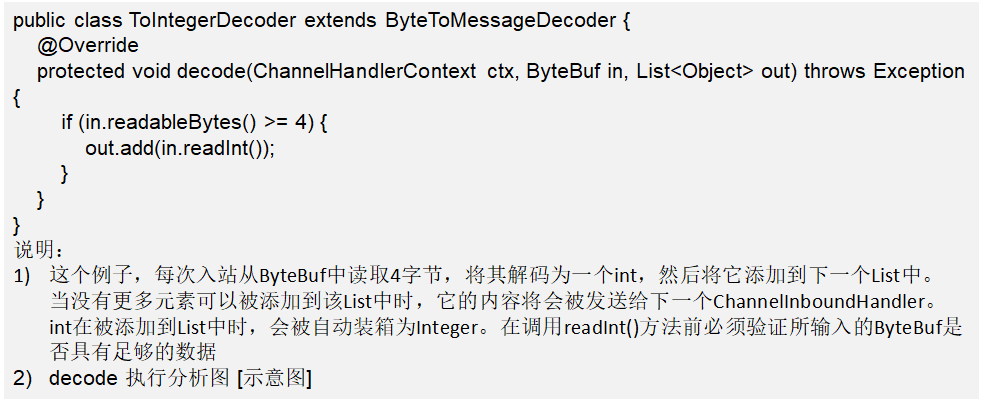 public class ToIntegerDecoder extends ByteToMessageDecoder {
@Override
protected void decode(ChannelHandlerContext ctx, ByteBuf in, List<Object> out) throws Exception
{
if (in.readableBytes() >= 4) {
out.add(in.readInt());
}
}
}
说明：
1) 这个例子，每次入站从ByteBuf中读取4字节，将其解码为一个int，然后将它添加到下一个List中。
当没有更多元素可以被添加到该List中时，它的内容将会被发送给下一个ChannelInboundHandler。
int在被添加到List中时，会被自动装箱为Integer。在调用readInt()方法前必须验证所输入的ByteBuf是
否具有足够的数据
2) decode 执行分析图 [示意图]